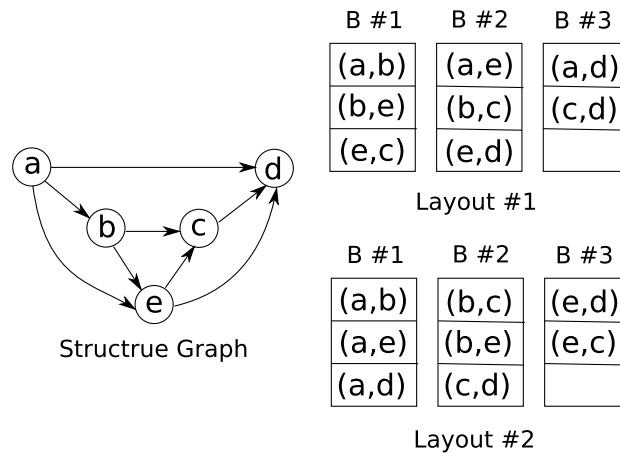 a
d
b
c
e
Structrue Graph
B #1 B #2 B #3
(a,b) (a,e) (a,d)
(b,e) (b,c) (c,d)
(e,c) (e,d)
Layout #1
B #1 B #2 B #3
(a,b) (b,c) (e,d)
(a,e) (b,e) (e,c)
(a,d) (c,d)
Layout #2